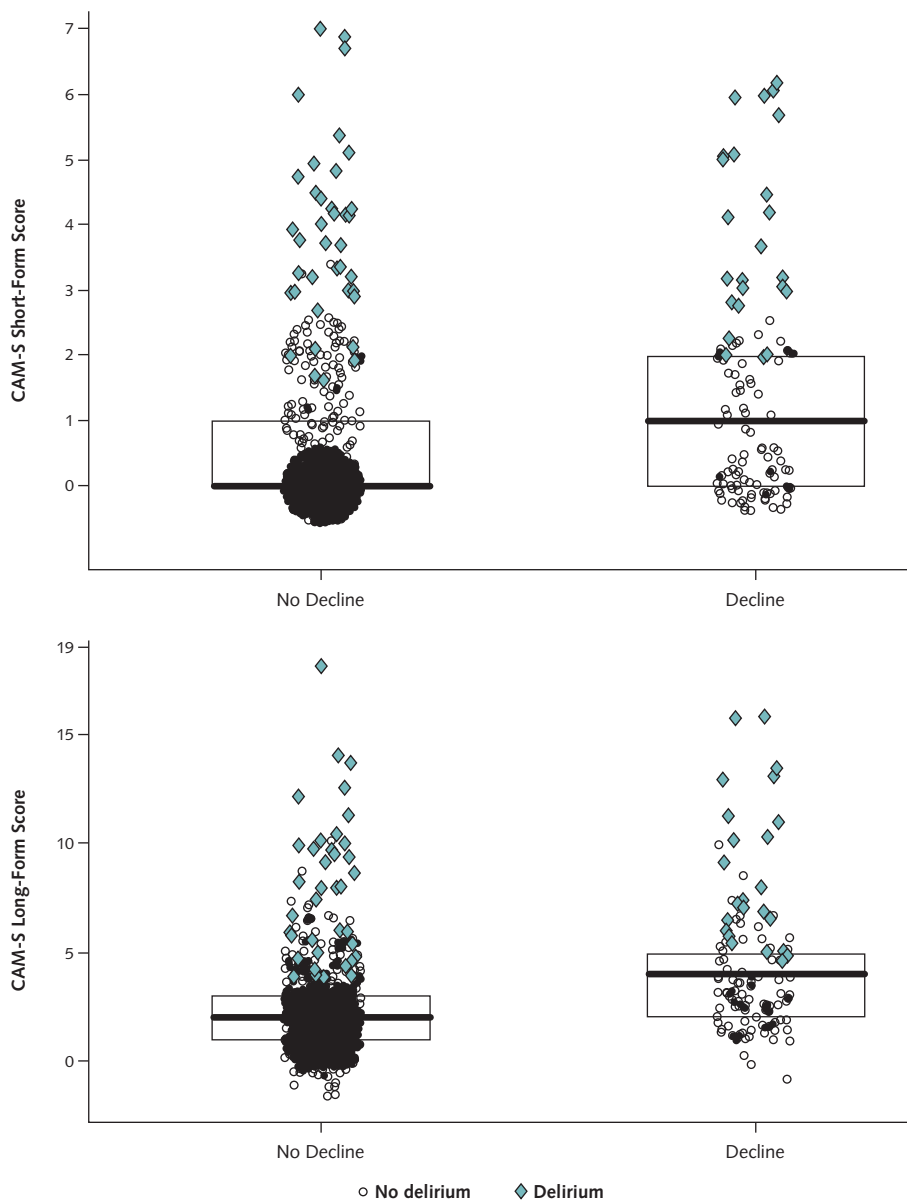 7
6
5
4
3
2
1
0
CAM-S Short-Form Score
No Decline Decline
19
15
10
5
0
CAM-S Long-Form Score
No Decline Decline
No delirium Delirium